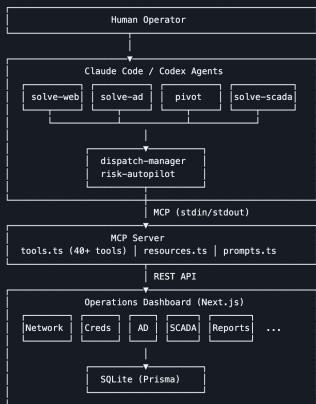 Human Operator
Claude Code / Codex Agents
solve-web solve-ad pivot solve-scada
dispatch-manager
risk-autopilot
MCP (stdin/stdout)
MCP Server
tools.ts (40+ tools) | resources.ts | prompts.ts
REST API
Operations Dashboard (Next.js)
Network Creds AD SCADA Reports ...
SQLite (Prisma)